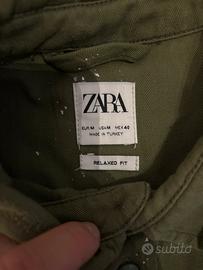 ZARA
EUR M USA M MEX 40
MADE IN TURKEY
RELAXED FIT
subito